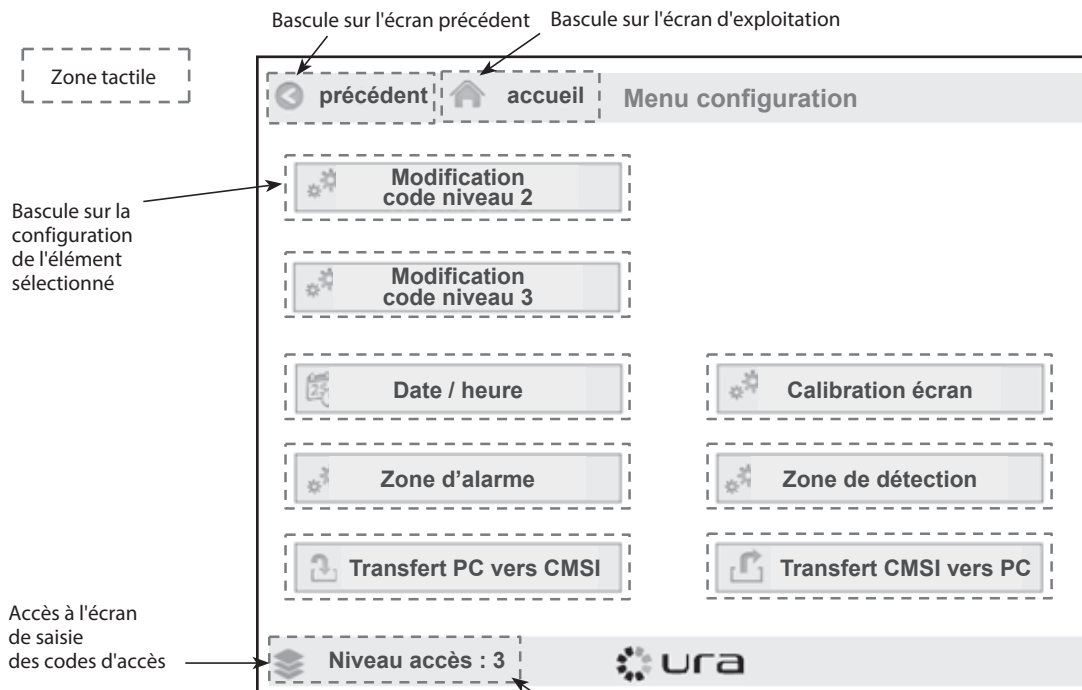 Bascule sur l'écran précédent
Bascule sur l'écran d'exploitation
Zone tactile
précédent
accueil
Menu configuration
Modification
code niveau 2
Bascule sur la
configuration
de l'élément
sélectionné
Modification
code niveau 3
Date / heure
Calibration écran
Zone d'alarme
Zone de détection
Transfert PC vers CMSI
Transfert CMSI vers PC
Accès à l'écran
de saisie
des codes d'accès
Niveau accès : 3
ura